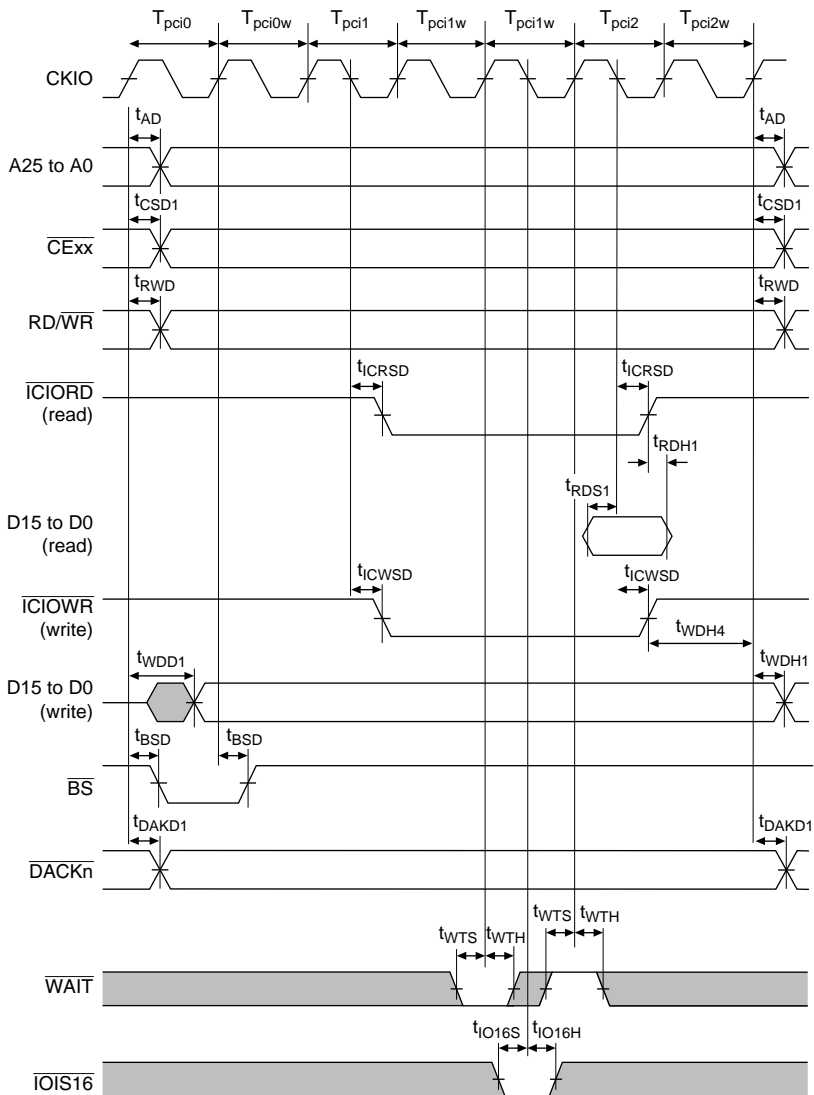 Tpci0 Tpci0w Tpci1 Tpci1w Tpci1w Tpci2 Tpci2w
CKIO
tAD tAD
A25 to A0
tCSD1 tCSD1
CExx
tRWD tRWD
RD/WR
tICRSD tICRSD
ICIORD
(read)
tRDH1
tRDS1
D15 to D0
(read)
tICWSD tICWSD
ICIOWR
(write)
tWDH4
tWDD1 tWDH1
D15 to D0
(write)
tBSD tBSD
BS
tDAKD1 tDAKD1
DACKn
tWTS tWTH tWTS tWTH
WAIT
tIO16S tIO16H
IOIS16